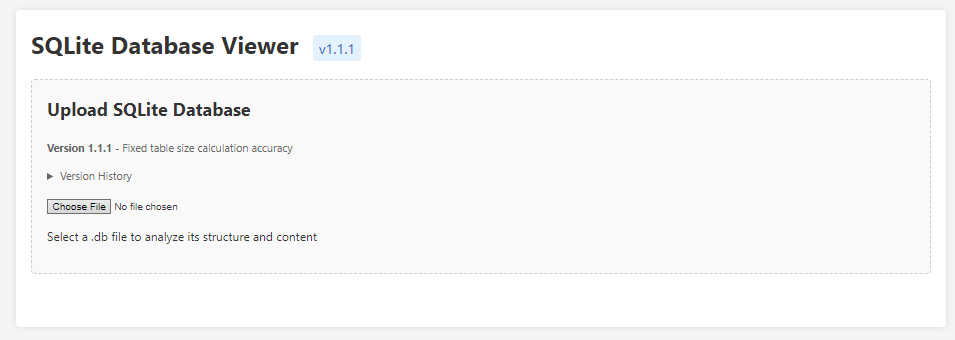 SQLite Database Viewer v1.1.1
Upload SQLite Database
Version 1.1.1 - Fixed table size calculation accuracy
Version History
Choose File No file chosen
Select a .db file to analyze its structure and content